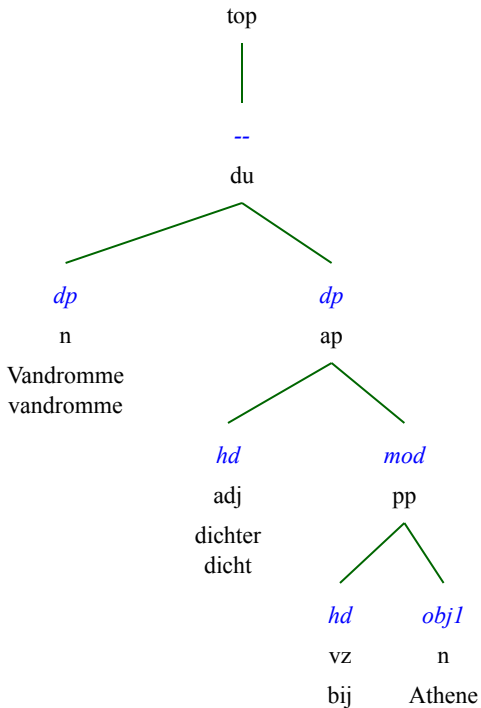 top
--
du
dp dp
n ap
Vandromme
vandromme
hd mod
adj pp
dichter
dicht
hd obj1
vz n
bij Athene